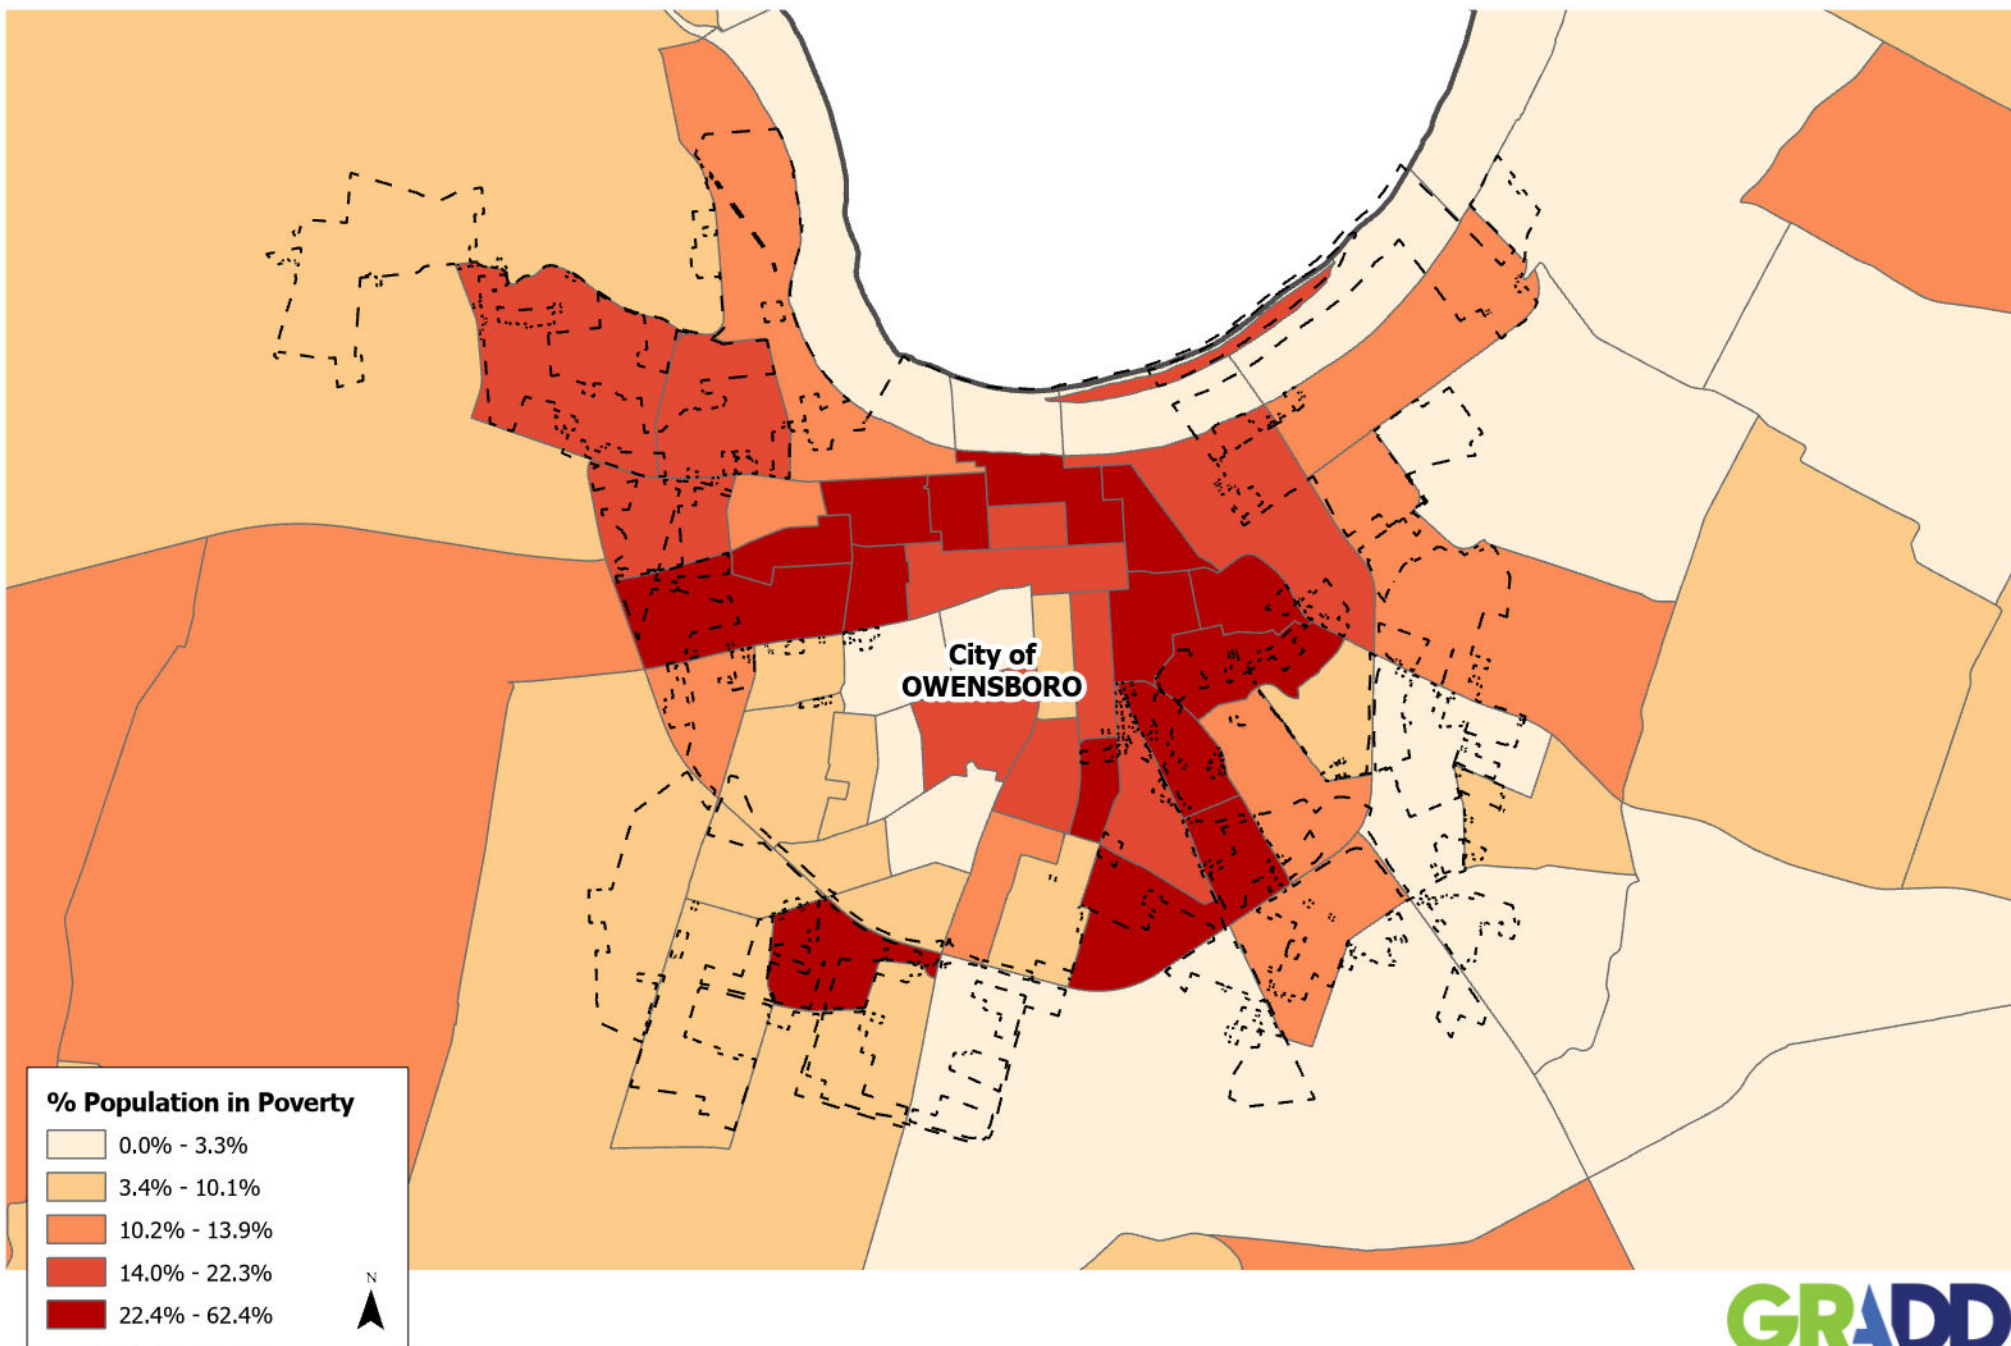 City of
OWENSBORO
% Population in Poverty
0.0% - 3.3%
3.4% - 10.1%
10.2% - 13.9%
14.0% - 22.3%
22.4% - 62.4%
N
GRADD